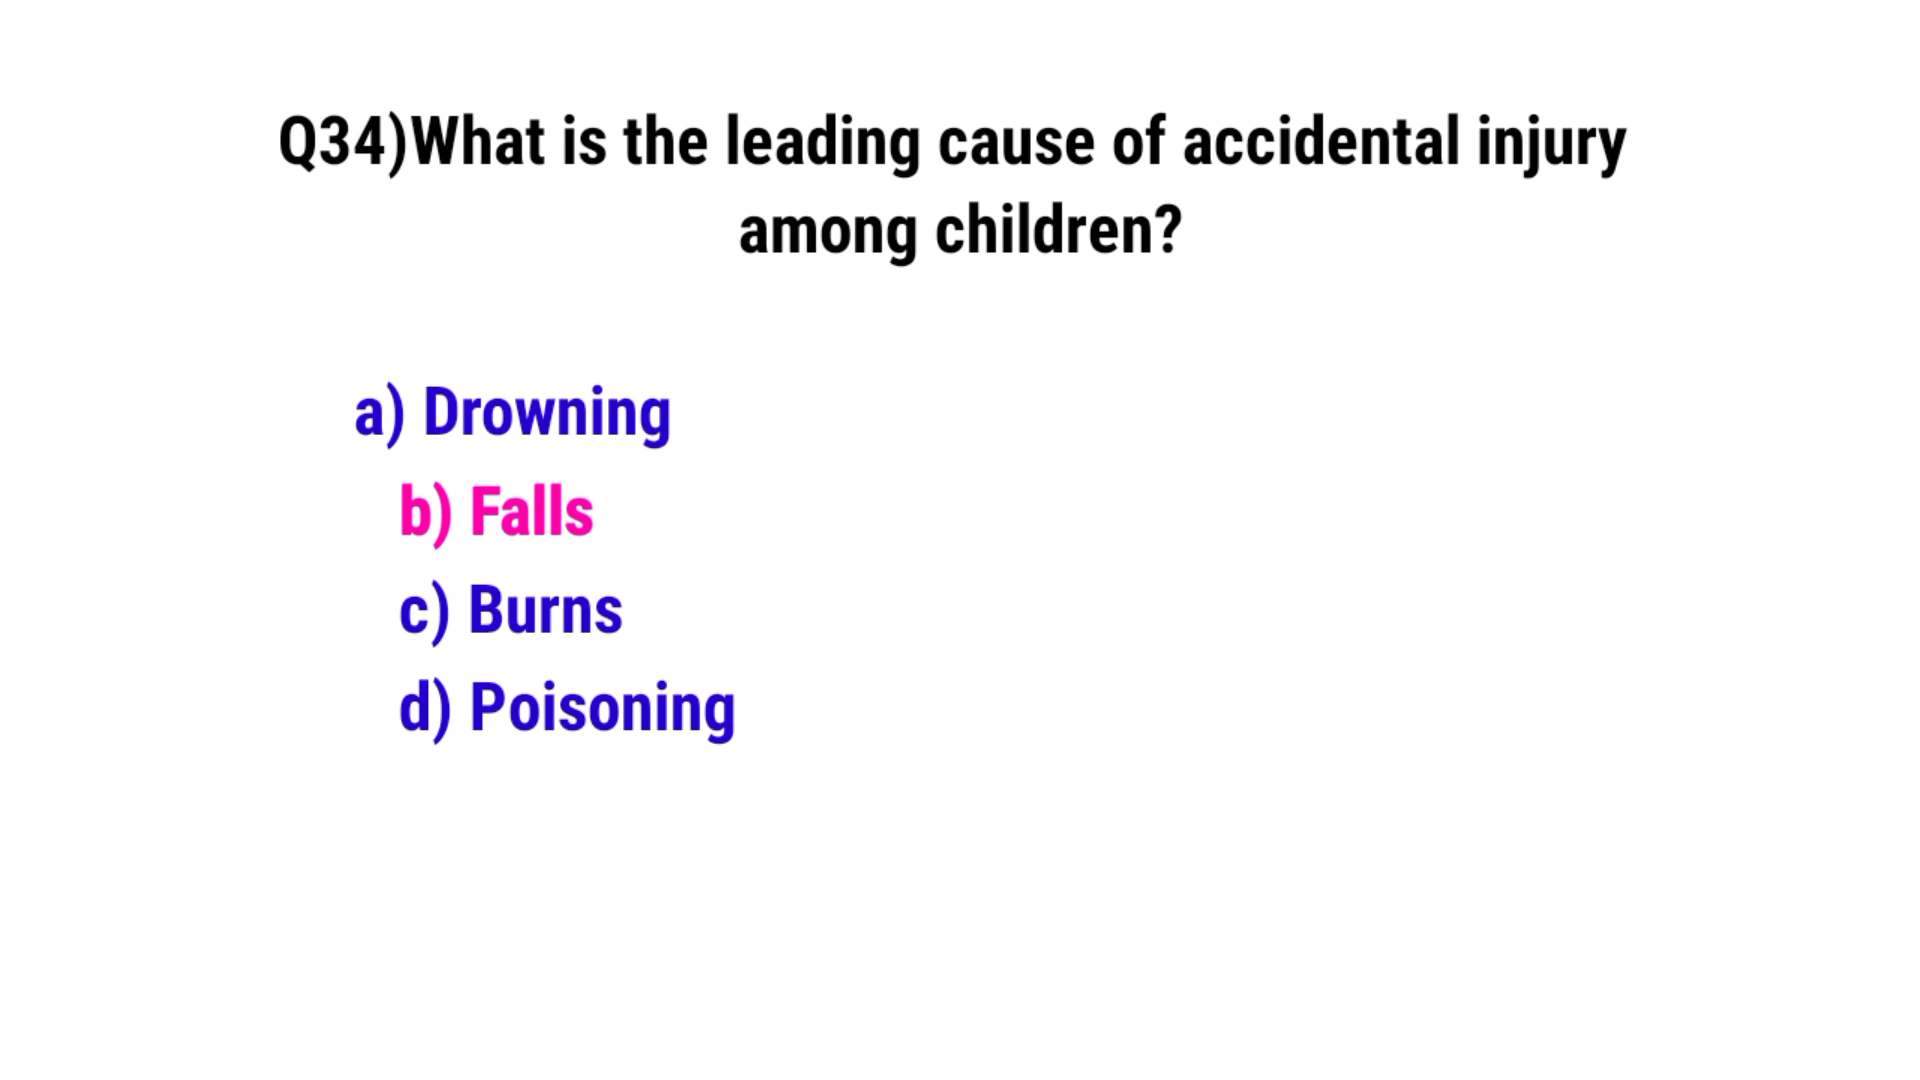 Q34)What is the leading cause of accidental injury
among children?
a) Drowning
b) Falls
c) Burns
d) Poisoning